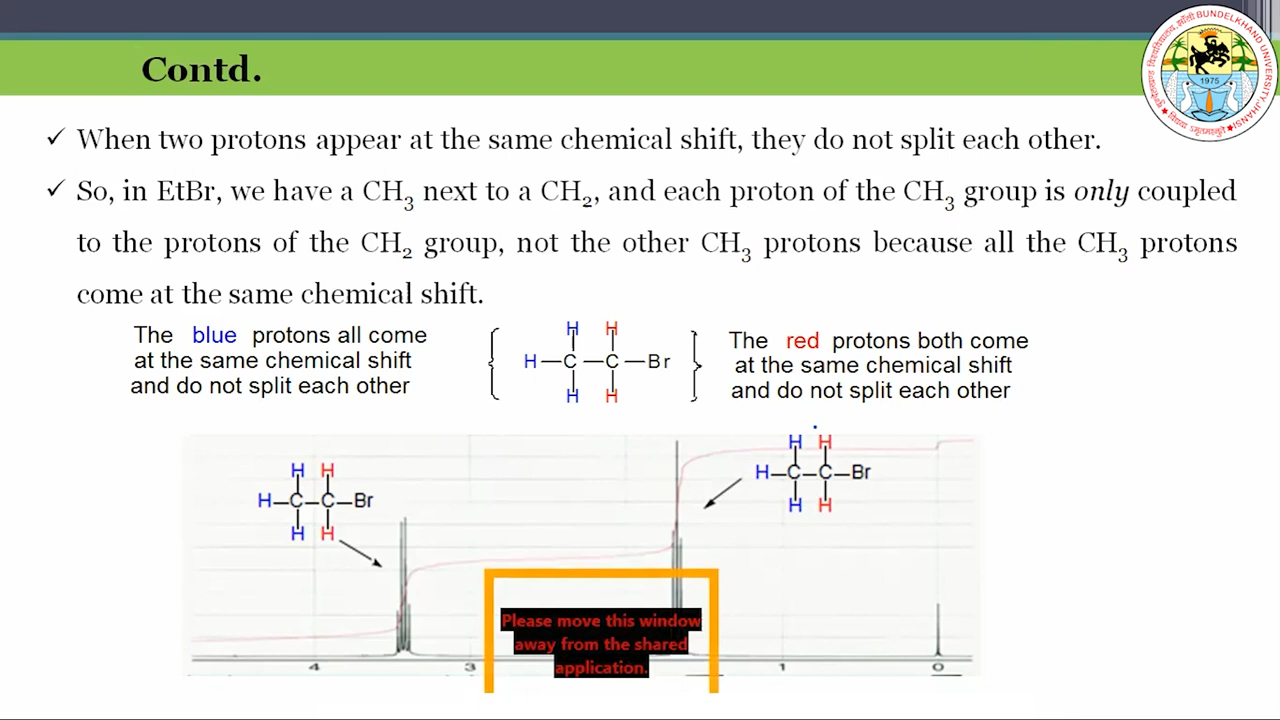 Contd.
BUNDELKHAND UNIVERSITY JHANSI
1975
✓ When two protons appear at the same chemical shift, they do not split each other.
✓ So, in EtBr, we have a CH₃ next to a CH₂, and each proton of the CH₃ group is only coupled
to the protons of the CH₂ group, not the other CH₃ protons because all the CH₃ protons
come at the same chemical shift.
The blue protons all come
at the same chemical shift
and do not split each other
H H
H—C—C—Br
H H
The red protons both come
at the same chemical shift
and do not split each other
H H
H—C—C—Br
H H
H H
H—C—C—Br
H H
Please move this window
away from the shared
application.
4 3 1 0